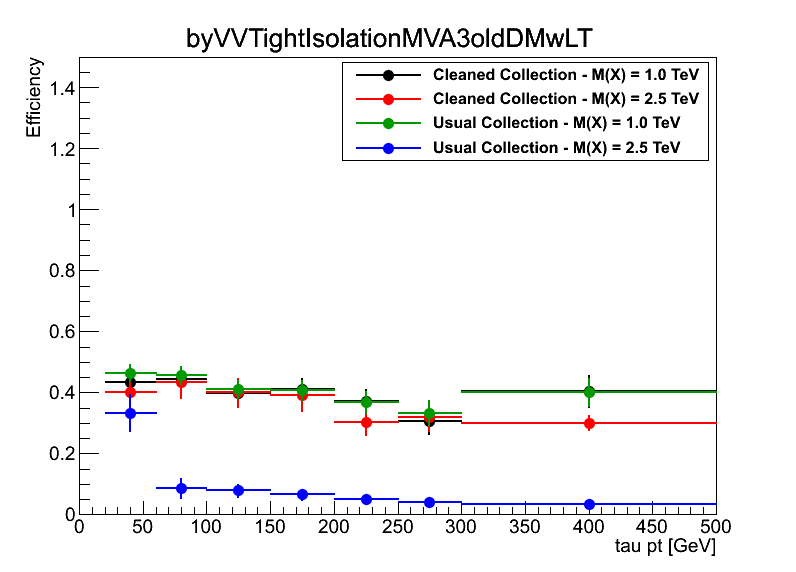 byVVTightIsolationMVA3oldDMwLT
Efficiency
Cleaned Collection - M(X) = 1.0 TeV
Cleaned Collection - M(X) = 2.5 TeV
Usual Collection - M(X) = 1.0 TeV
Usual Collection - M(X) = 2.5 TeV
1.4
1.2
1
0.8
0.6
0.4
0.2
0
0 50 100 150 200 250 300 350 400 450 500
tau pt [GeV]